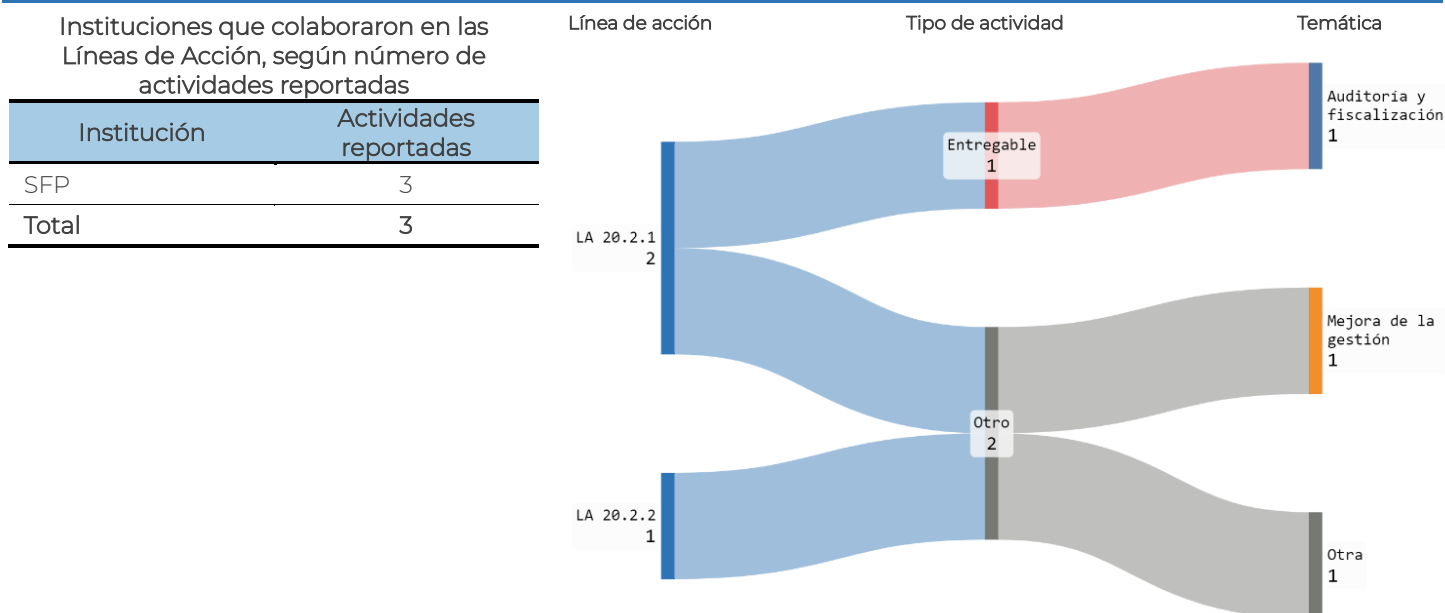 Instituciones que colaboraron en las
Líneas de Acción, según número de
actividades reportadas
Institución
Actividades
reportadas
SFP 3
Total 3
Línea de acción
Tipo de actividad
Temática
LA 20.2.1
2
LA 20.2.2
1
Entregable
1
Otro
2
Auditoría y
fiscalización
1
Mejora de la
gestión
1
Otra
1